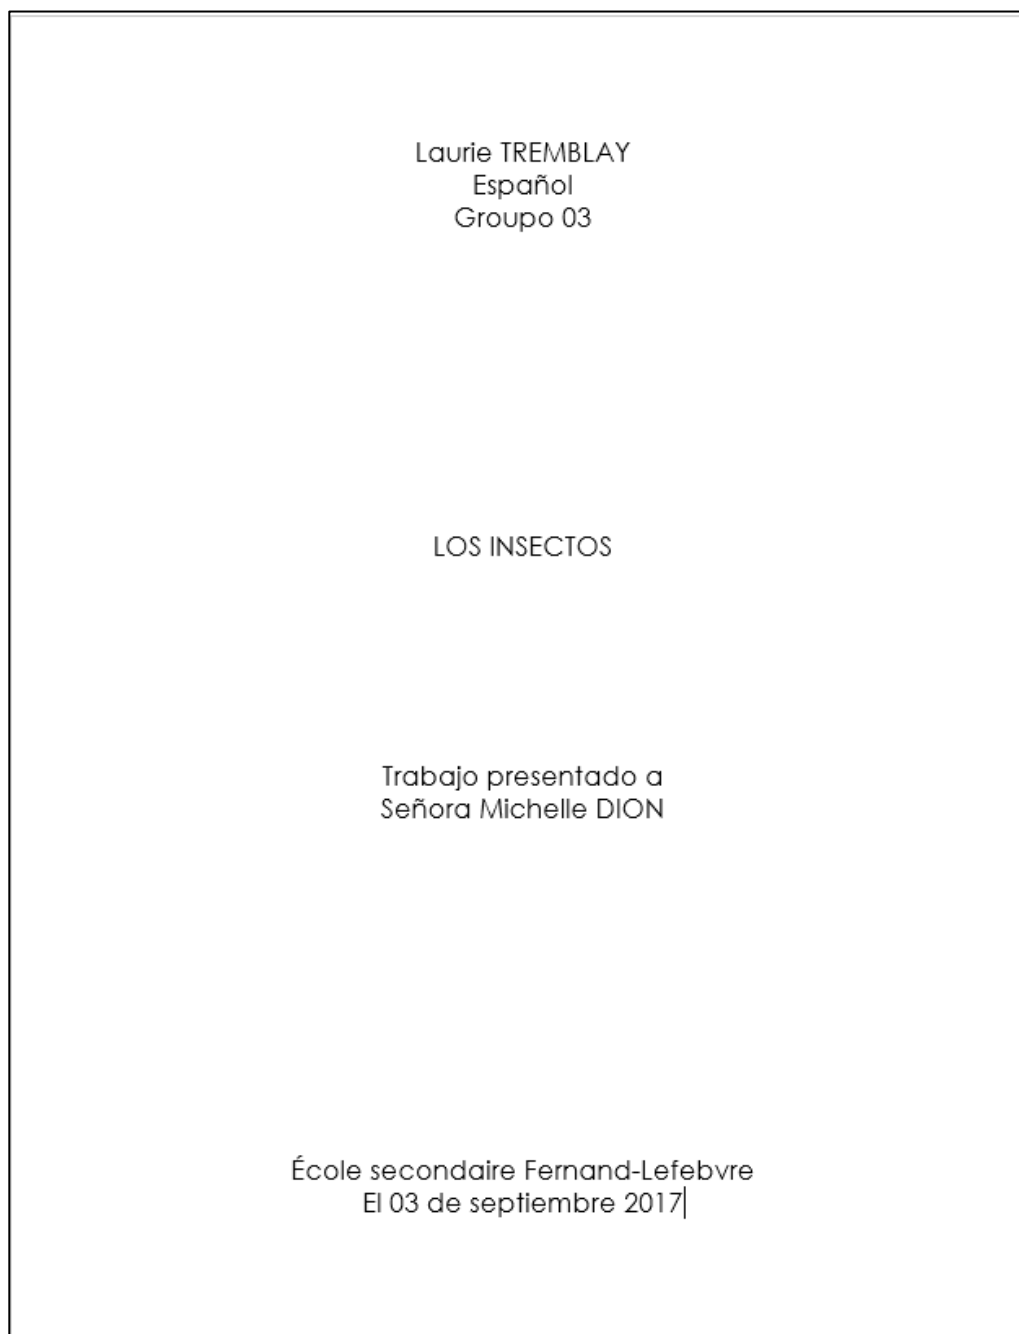 Laurie TREMBLAY
Español
Groupo 03
LOS INSECTOS
Trabajo presentado a
Señora Michelle DION
École secondaire Fernand-Lefebvre
El 03 de septiembre 2017